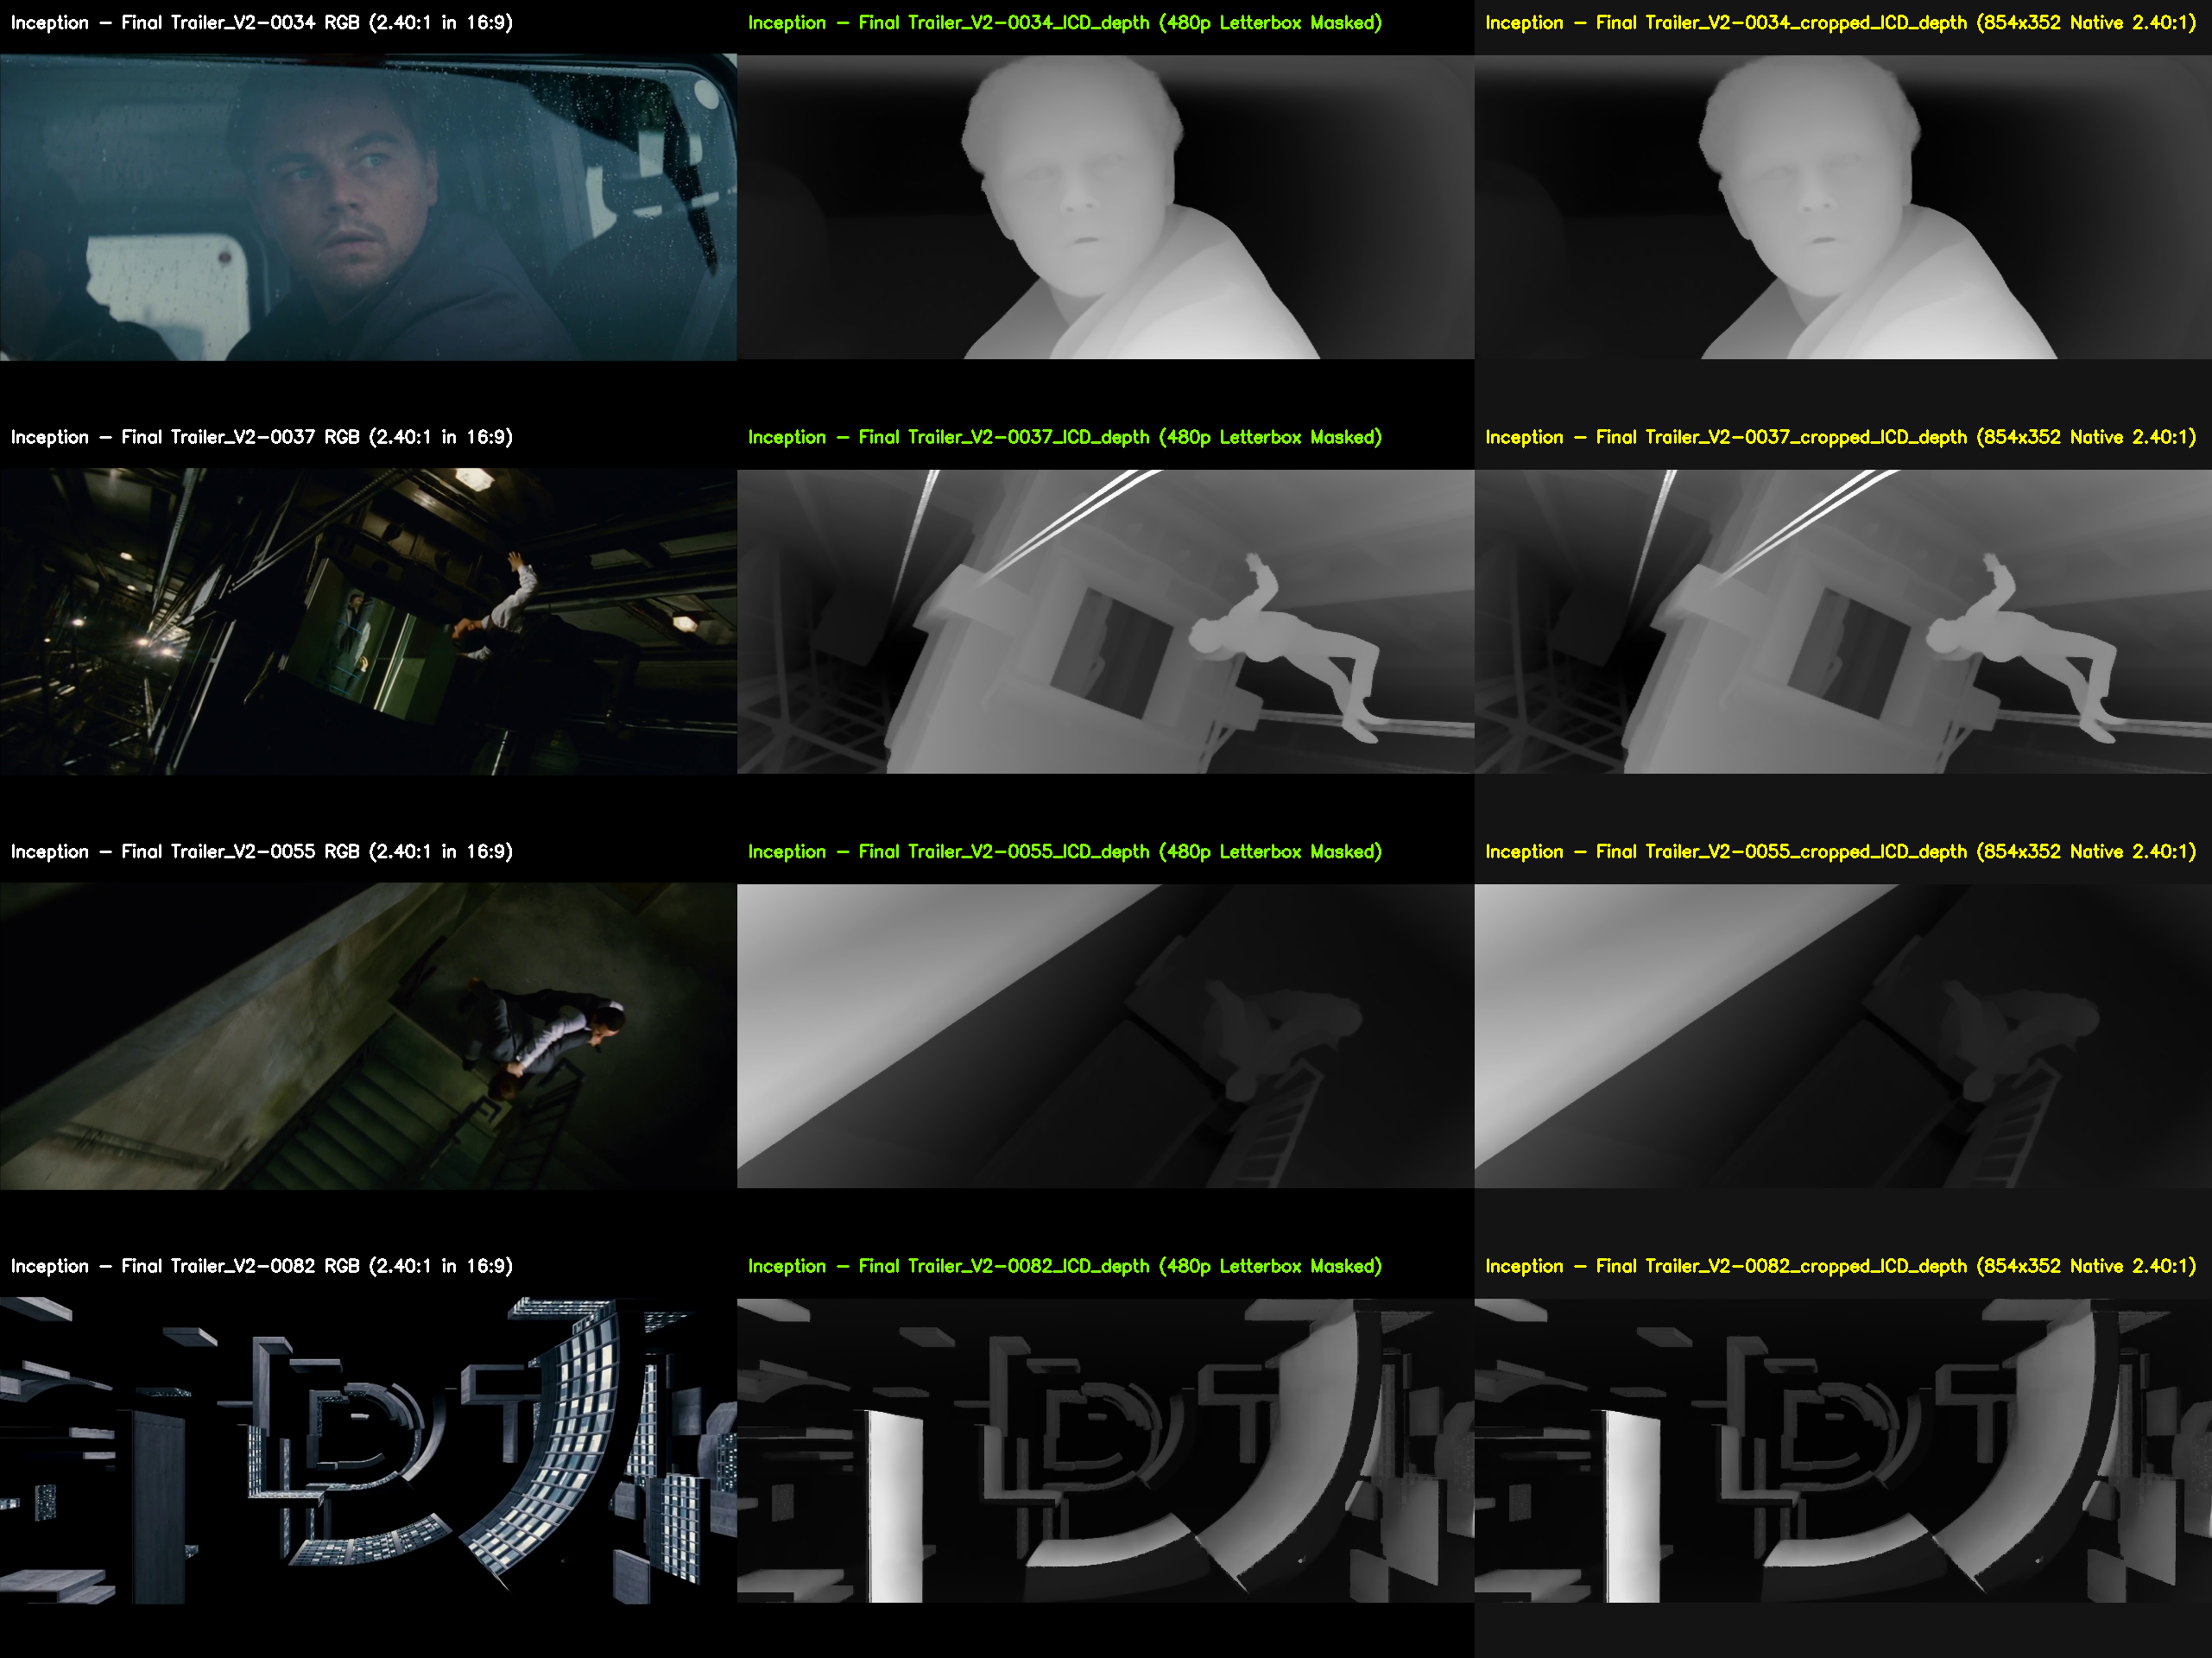 Inception - Final Trailer_V2-0034 RGB (2.40:1 in 16:9)
Inception - Final Trailer_V2-0034_ICD_depth (480p Letterbox Masked)
Inception - Final Trailer_V2-0034_cropped_ICD_depth (854x352 Native 2.40:1)
Inception - Final Trailer_V2-0037 RGB (2.40:1 in 16:9)
Inception - Final Trailer_V2-0037_ICD_depth (480p Letterbox Masked)
Inception - Final Trailer_V2-0037_cropped_ICD_depth (854x352 Native 2.40:1)
Inception - Final Trailer_V2-0055 RGB (2.40:1 in 16:9)
Inception - Final Trailer_V2-0055_ICD_depth (480p Letterbox Masked)
Inception - Final Trailer_V2-0055_cropped_ICD_depth (854x352 Native 2.40:1)
Inception - Final Trailer_V2-0082 RGB (2.40:1 in 16:9)
Inception - Final Trailer_V2-0082_ICD_depth (480p Letterbox Masked)
Inception - Final Trailer_V2-0082_cropped_ICD_depth (854x352 Native 2.40:1)